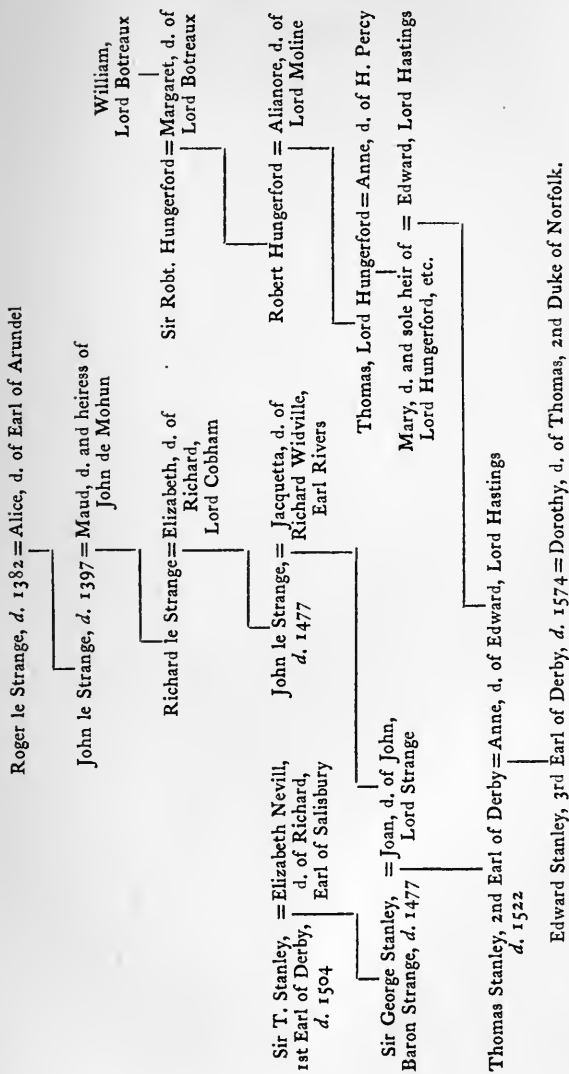 Roger le Strange, d. 1382 = Alice, d. of Earl of Arundel
John le Strange, d. 1397 = Maud, d. and heiress of
John de Mohun
William,
Lord Botreaux
Richard le Strange = Elizabeth, d. of
Richard,
Lord Cobham
Sir Robt. Hungerford = Margaret, d. of
Lord Botreaux
Sir T. Stanley,
1st Earl of Derby,
d. 1504
= Elizabeth Nevill,
d. of Richard,
Earl of Salisbury
John le Strange,
d. 1477
= Jacquetta, d. of
Richard Widville,
Earl Rivers
Robert Hungerford = Alianore, d. of
Lord Moline
Sir George Stanley,
Baron Strange, d. 1477
= Joan, d. of John,
Lord Strange
Thomas, Lord Hungerford = Anne, d. of H. Percy
Mary, d. and sole heir of
Lord Hungerford, etc.
= Edward, Lord Hastings
Thomas Stanley, 2nd Earl of Derby = Anne, d. of Edward, Lord Hastings
d. 1522
Edward Stanley, 3rd Earl of Derby, d. 1574 = Dorothy, d. of Thomas, 2nd Duke of Norfolk.